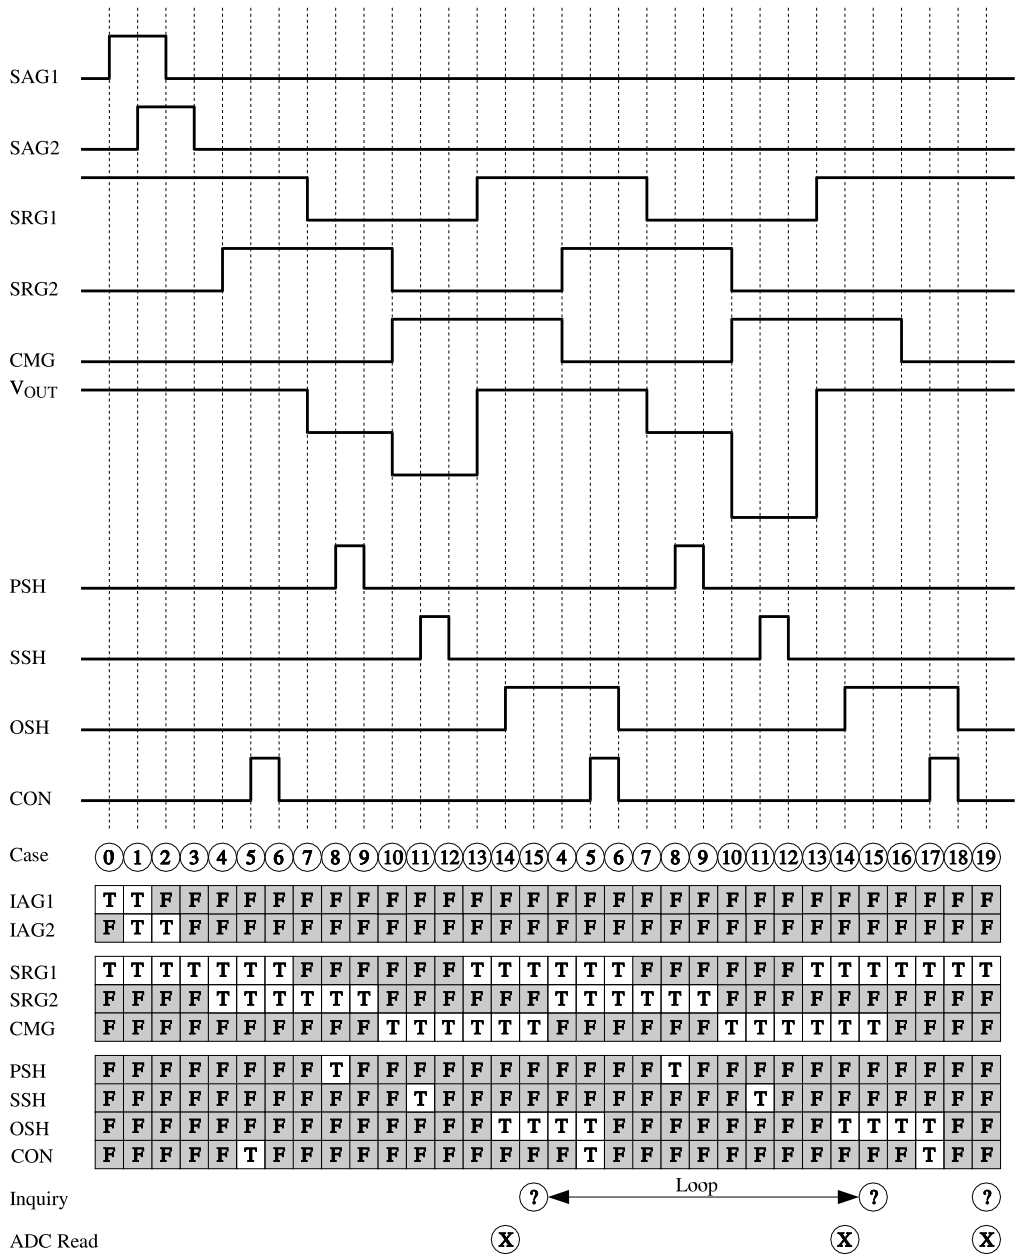 SAG1
SAG2
SRG1
SRG2
CMG
VOUT
PSH
SSH
OSH
CON
Case 0 1 2 3 4 5 6 7 8 9 10 11 12 13 14 15 4 5 6 7 8 9 10 11 12 13 14 15 16 17 18 19
IAG1 T T F F F F F F F F F F F F F F F F F F F F F F F F F F F F F F
IAG2 F T T F F F F F F F F F F F F F F F F F F F F F F F F F F F F F
SRG1 T T T T T T T F F F F F F T T T T T T F F F F F F T T T T T T T
SRG2 F F F F T T T T T T F F F F F F T T T T T T F F F F F F F F F F
CMG F F F F F F F F F F T T T T T T F F F F F F T T T T T T F F F F
PSH F F F F F F F F T F F F F F F F F F F F T F F F F F F F F F F F
SSH F F F F F F F F F F F T F F F F F F F F F F F T F F F F F F F F
OSH F F F F F F F F F F F F F F T T T T F F F F F F F F T T T T F F
CON F F F F F T F F F F F F F F F F F T F F F F F F F F F F F T F F
Inquiry ? Loop ? ?
ADC Read X X X